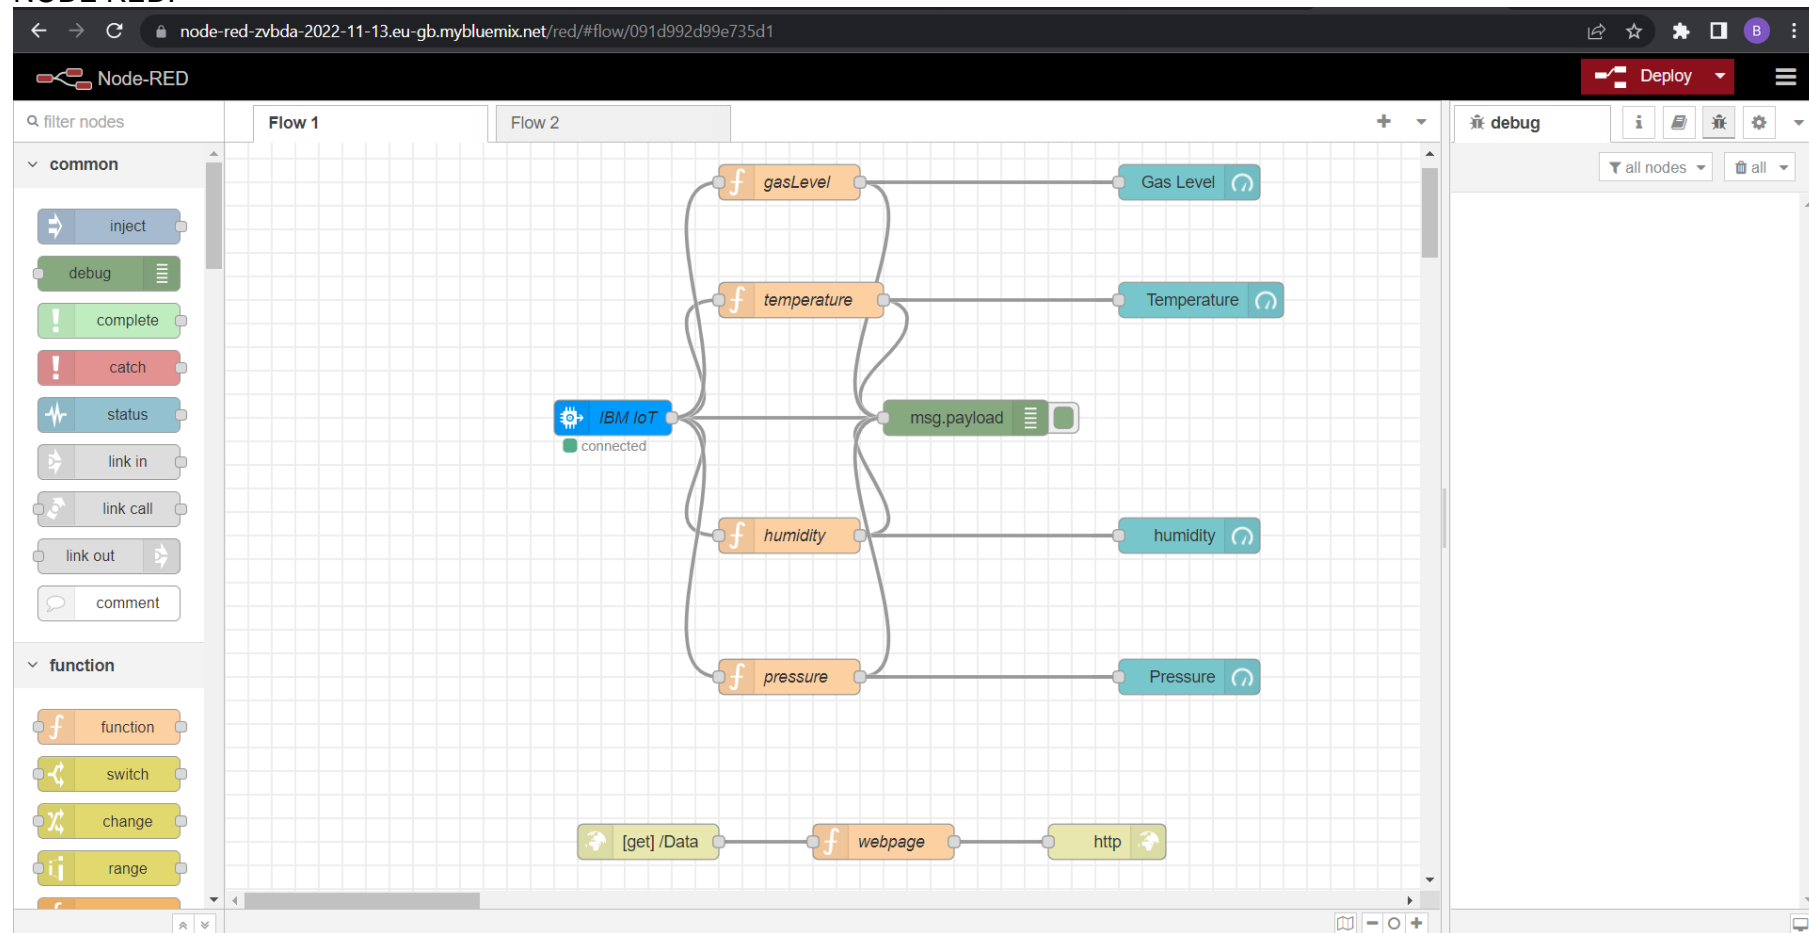 NODE RED:
node-red-zvbda-2022-11-13.eu-gb.mybluemix.net/red/#flow/091d992d99e735d1
B
Node-RED
Deploy
filter nodes
Flow 1
Flow 2
debug
i
common
all nodes
all
inject
debug
complete
catch
status
link in
link call
link out
comment
function
function
switch
change
range
gasLevel
Gas Level
temperature
Temperature
IBM IoT
connected
msg.payload
humidity
humidity
pressure
Pressure
[get] /Data
webpage
http